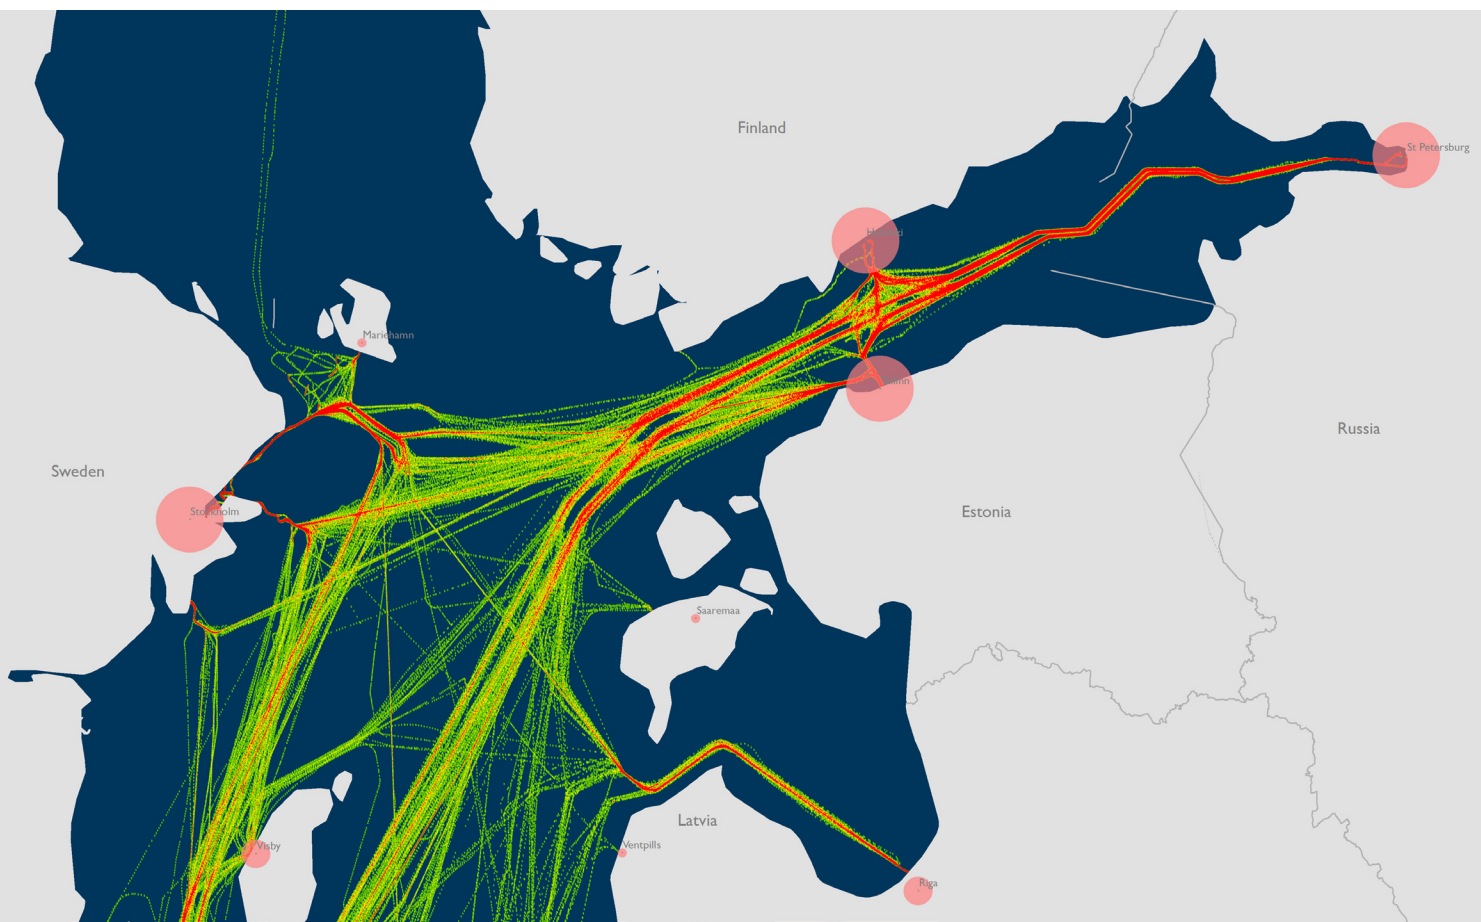 Finland
St Petersburg
Mariehamn
Sweden
Stockholm
Russia
Estonia
Saaremaa
Latvia
Ventpills
Visby
Riga